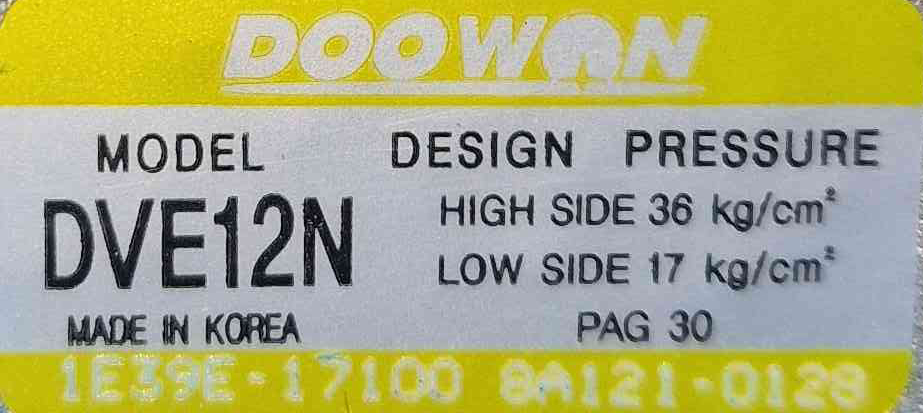 DOOWON
MODEL
DVE12N
MADE IN KOREA
DESIGN PRESSURE
HIGH SIDE 36 kg/cm²
LOW SIDE 17 kg/cm²
PAG 30
1E39E-17100 8A121-0128